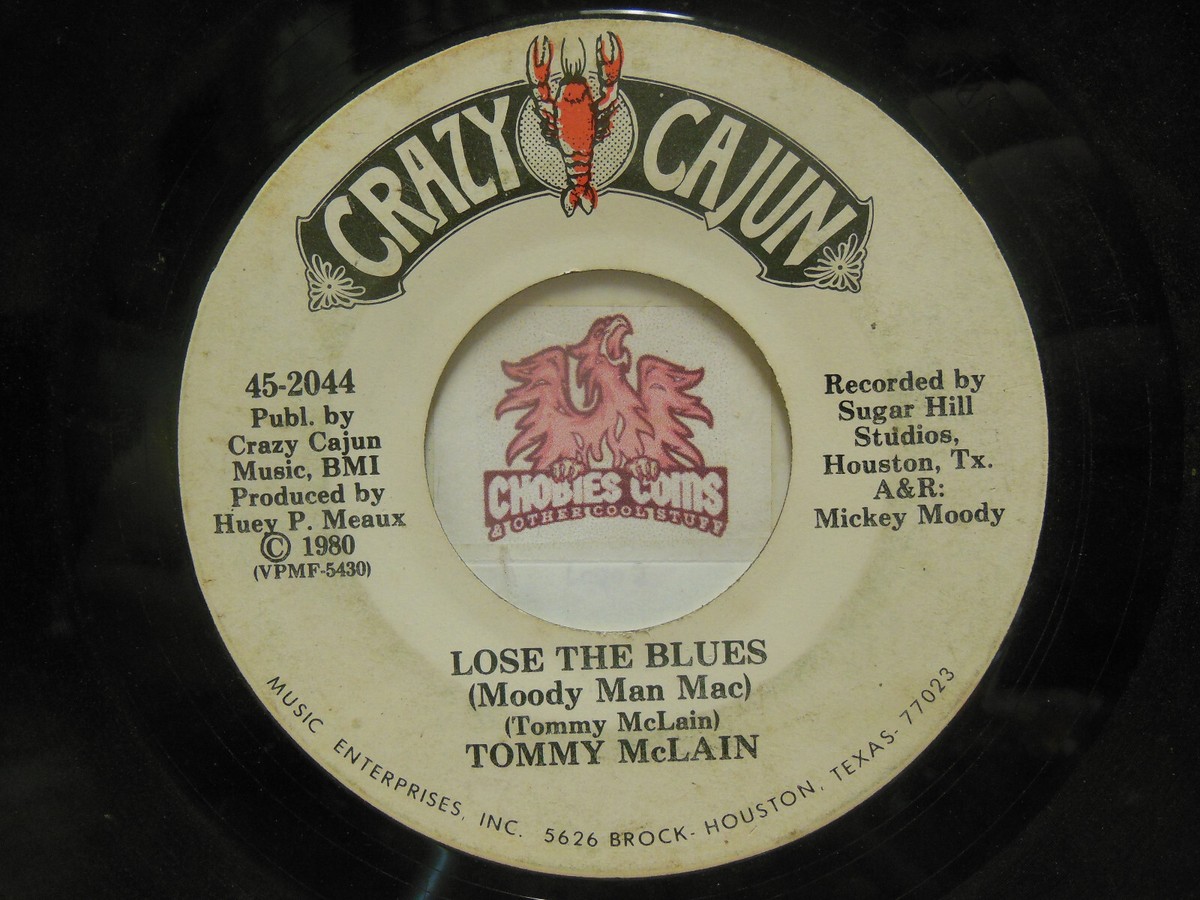 CRAZY CAJUN
45-2044
Publ. by
Crazy Cajun
Music, BMI
Produced by
Huey P. Meaux
© 1980
(VPMF-5430)
Recorded by
Sugar Hill
Studios,
Houston, Tx.
A&R:
Mickey Moody
CHOBIES COINS
& OTHER COOL STUFF
LOSE THE BLUES
(Moody Man Mac)
(Tommy McLain)
TOMMY McLAIN
MUSIC ENTERPRISES, INC. 5626 BROCK- HOUSTON, TEXAS- 77023